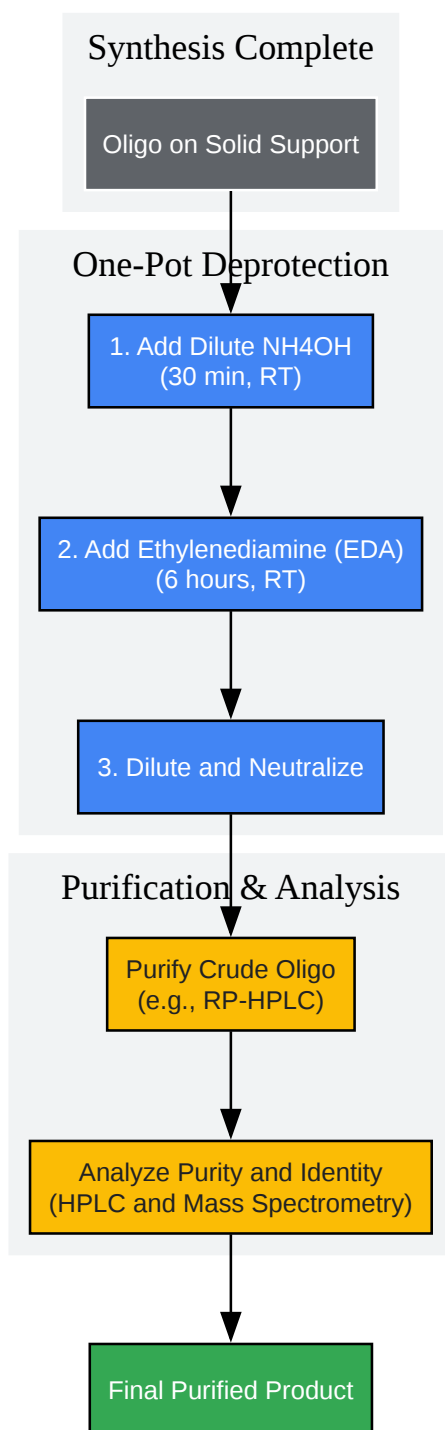 Synthesis Complete
Oligo on Solid Support
One-Pot Deprotection
1. Add Dilute NH4OH
(30 min, RT)
2. Add Ethylenediamine (EDA)
(6 hours, RT)
3. Dilute and Neutralize
Purification & Analysis
Purify Crude Oligo
(e.g., RP-HPLC)
Analyze Purity and Identity
(HPLC and Mass Spectrometry)
Final Purified Product